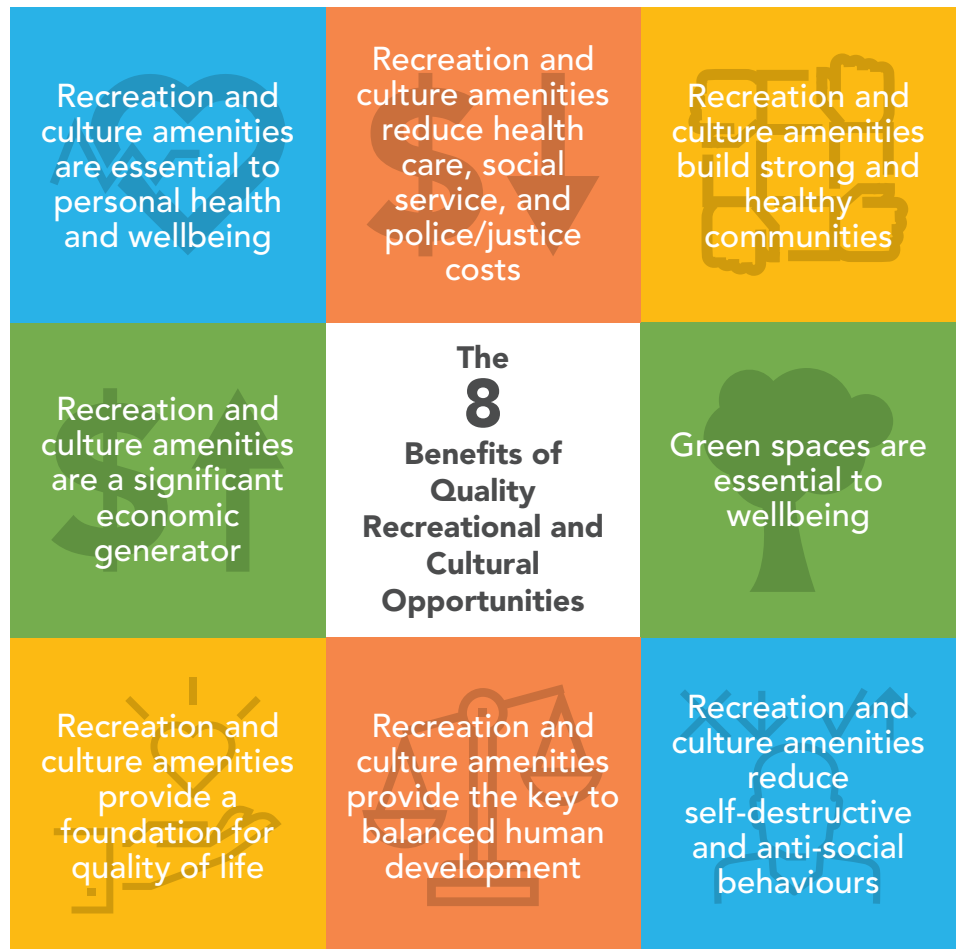 Recreation and
culture amenities
are essential to
personal health
and wellbeing
Recreation and
culture amenities
reduce health
care, social
service, and
police/justice
costs
Recreation and
culture amenities
build strong and
healthy
communities
Recreation and
culture amenities
are a significant
economic
generator
The
8
Benefits of
Quality
Recreational and
Cultural
Opportunities
Green spaces are
essential to
wellbeing
Recreation and
culture amenities
provide a
foundation for
quality of life
Recreation and
culture amenities
provide the key to
balanced human
development
Recreation and
culture amenities
reduce
self-destructive
and anti-social
behaviours